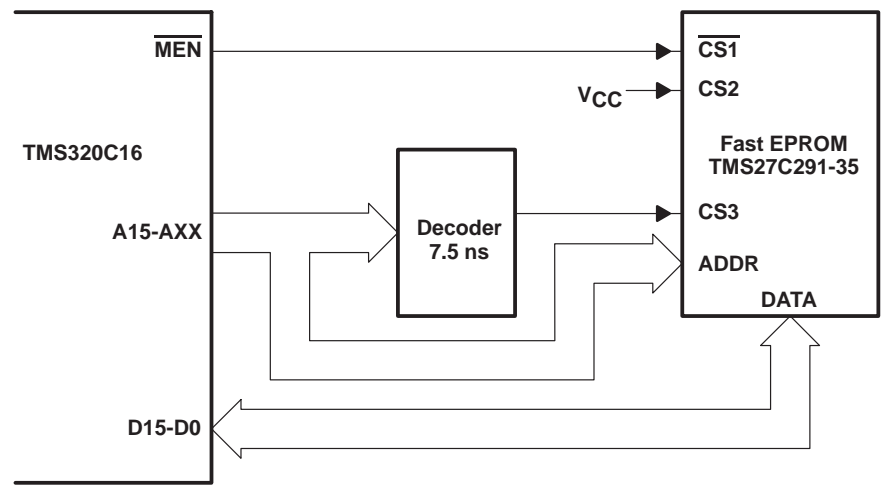 MEN
CS1
VCC
CS2
TMS320C16
Fast EPROM
TMS27C291-35
A15-AXX
Decoder
7.5 ns
CS3
ADDR
DATA
D15-D0